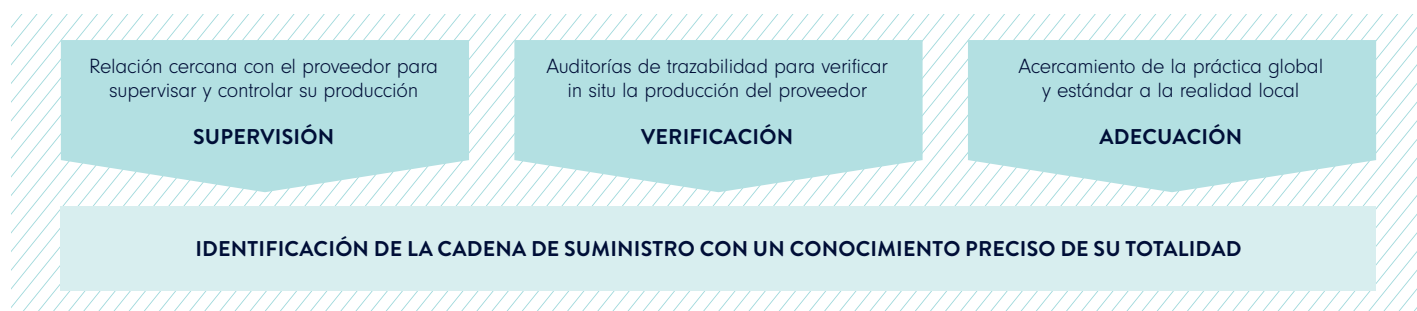 Relación cercana con el proveedor para
supervisar y controlar su producción
SUPERVISIÓN
Auditorías de trazabilidad para verificar
in situ la producción del proveedor
VERIFICACIÓN
Acercamiento de la práctica global
y estándar a la realidad local
ADECUACIÓN
IDENTIFICACIÓN DE LA CADENA DE SUMINISTRO CON UN CONOCIMIENTO PRECISO DE SU TOTALIDAD